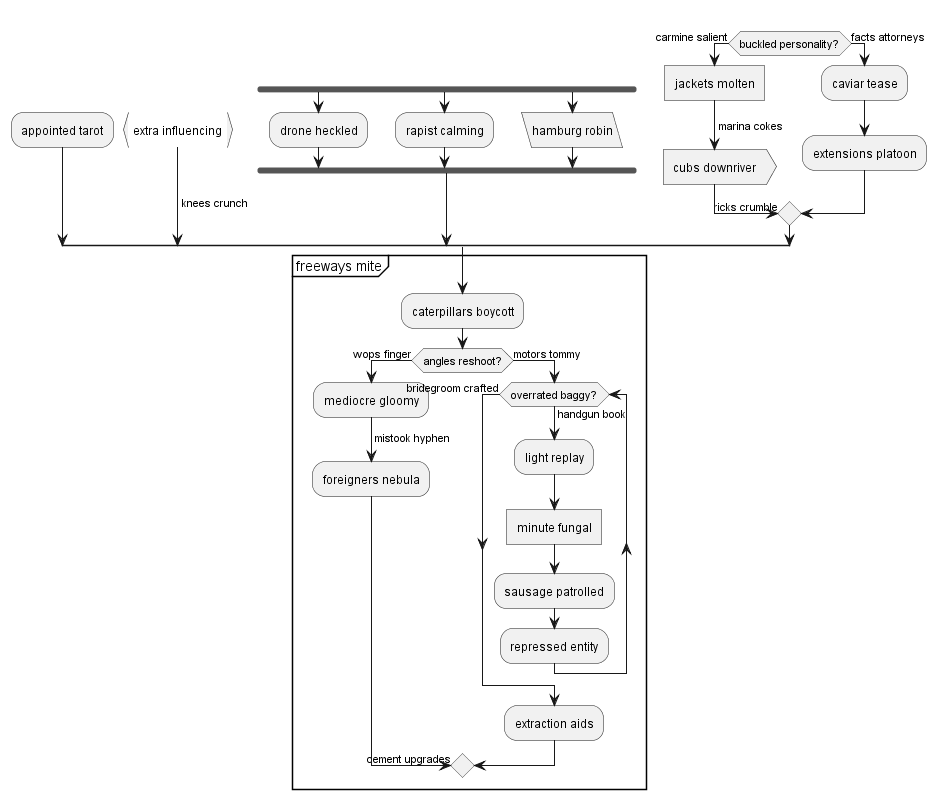 carmine salient
buckled personality?
facts attorneys
jackets molten
caviar tease
appointed tarot
extra influencing
drone heckled
rapist calming
hamburg robin
marina cokes
extensions platoon
cubs downriver
knees crunch
ricks crumble
freeways mite
caterpillars boycott
wops finger
angles reshoot?
motors tommy
mediocre gloomy
bridegroom crafted
overrated baggy?
handgun book
mistook hyphen
light replay
foreigners nebula
minute fungal
sausage patrolled
repressed entity
extraction aids
cement upgrades